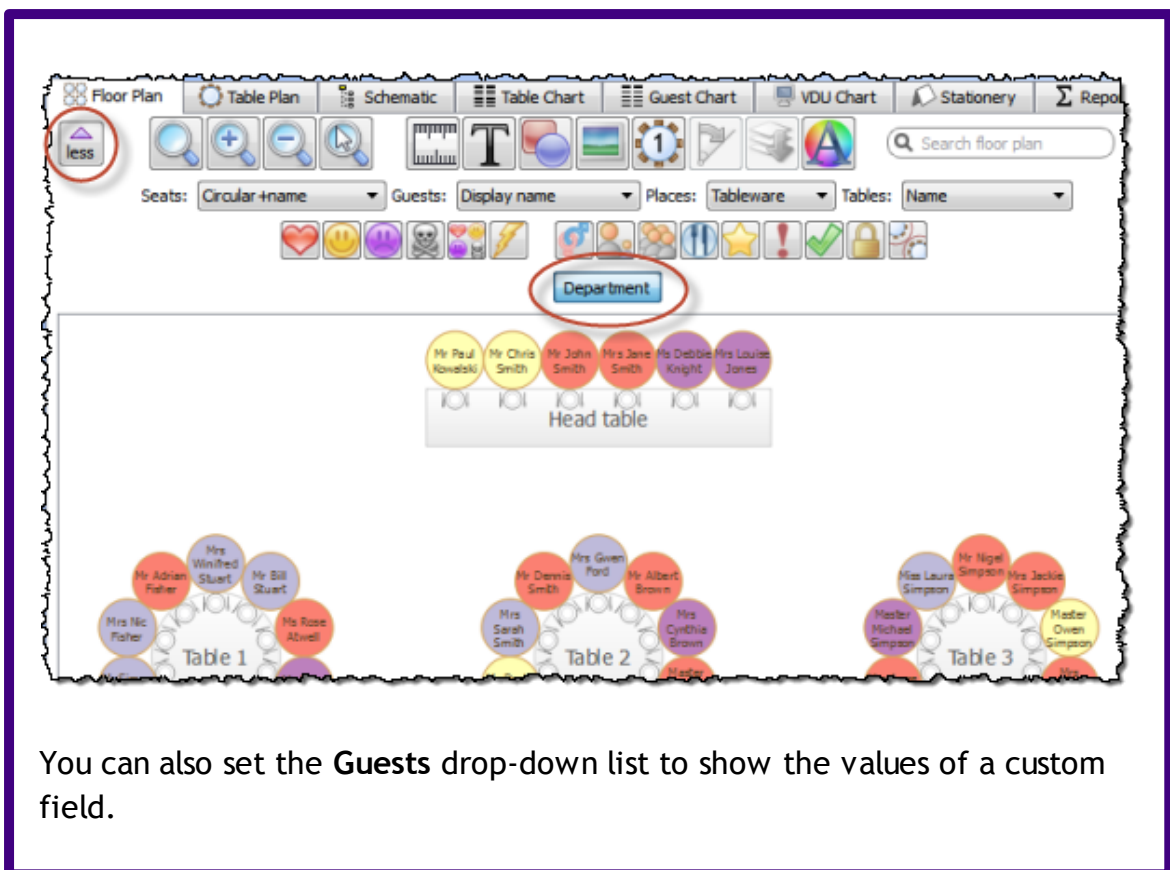 Floor Plan Table Plan Schematic Table Chart Guest Chart VDU Chart Stationery Σ Repo
less T 1 A Search floor plan
Seats: Circular +name Guests: Display name Places: Tableware Tables: Name
Department
Mr Paul Kowalski
Mr Chris Smith
Mr John Smith
Mrs Jane Smith
Ms Debbie Knight
Mrs Louise Jones
Head table
Mrs Nic Fisher
Mr Adrian Fisher
Mrs Winifred Stuart
Mr Bill Stuart
Ms Rose Atwell
Table 1
Mrs Sarah Smith
Mr Dennis Smith
Mrs Gwen Ford
Mr Albert Brown
Mrs Cynthia Brown
Master
Table 2
Master Michael Simpson
Miss Laura Simpson
Mr Nigel Simpson
Mrs Jackie Simpson
Master Owen Simpson
Mrs
Table 3
You can also set the Guests drop-down list to show the values of a custom
field.